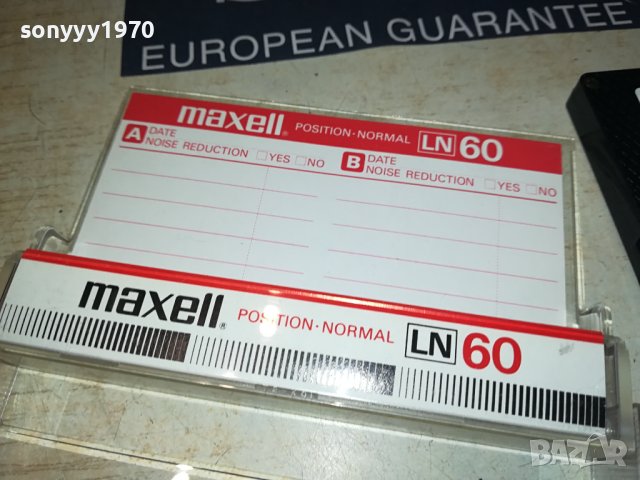 sonyyy1970
EUROPEAN GUARANTEE
maxell POSITION·NORMAL LN 60
A DATE
NOISE REDUCTION YES NO
B DATE
NOISE REDUCTION YES NO
maxell® POSITION·NORMAL LN 60
BAZAR